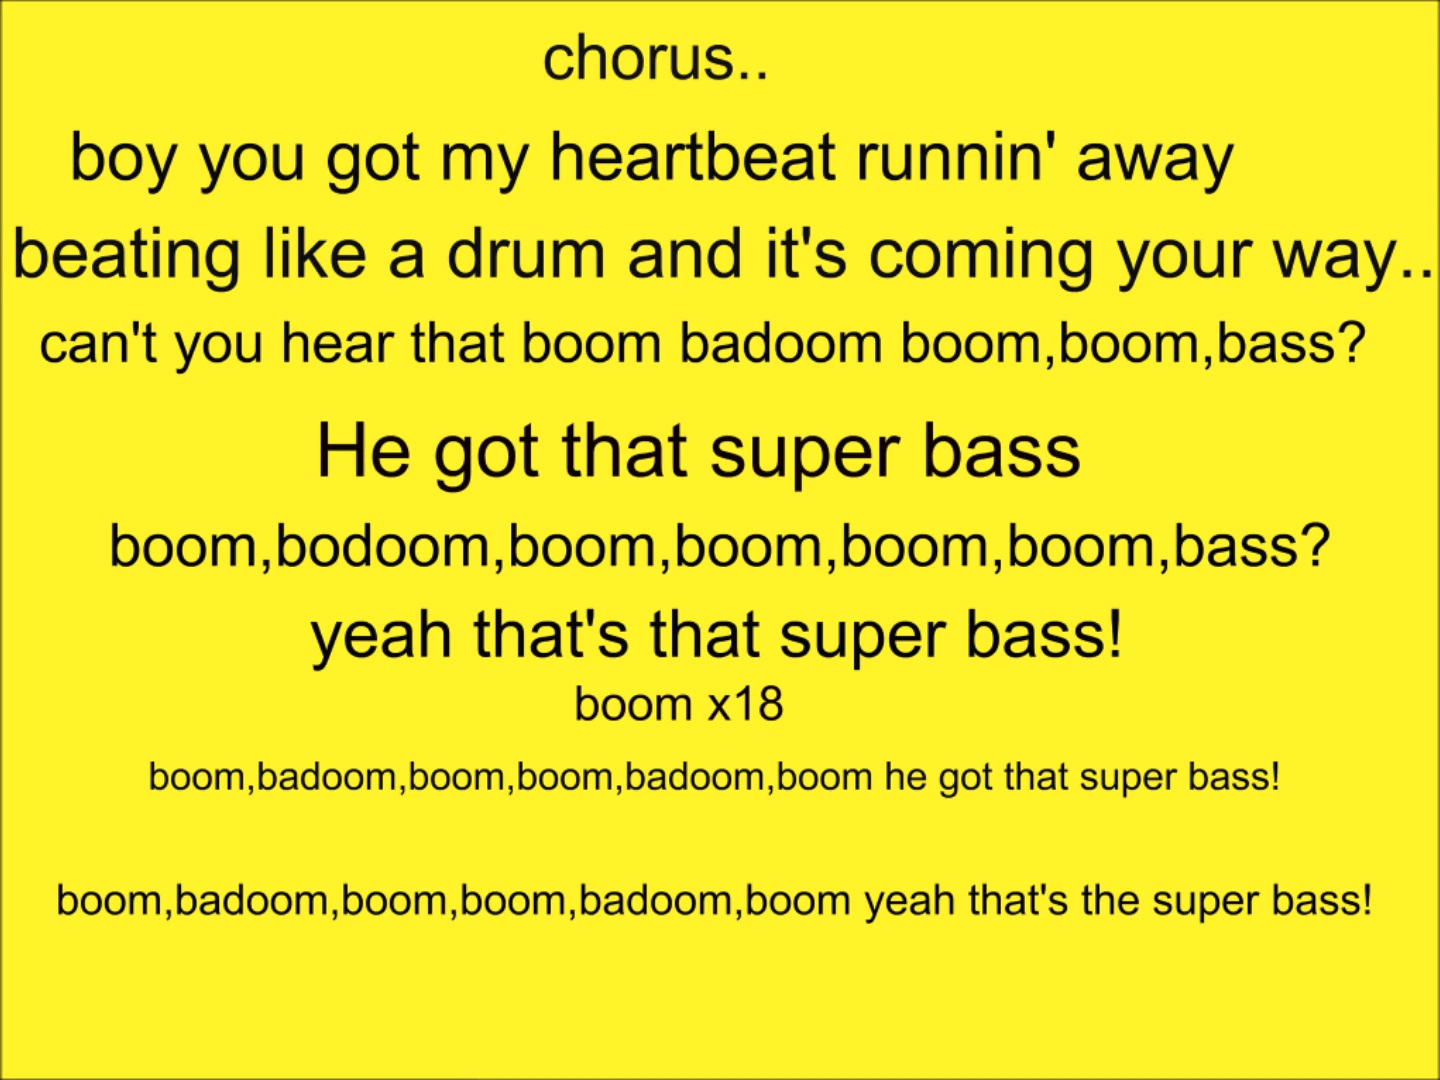 chorus..
boy you got my heartbeat runnin' away
beating like a drum and it's coming your way..
can't you hear that boom badoom boom,boom,bass?
He got that super bass
boom,bodoom,boom,boom,boom,boom,bass?
yeah that's that super bass!
boom x18
boom,badoom,boom,boom,badoom,boom he got that super bass!
boom,badoom,boom,boom,badoom,boom yeah that's the super bass!